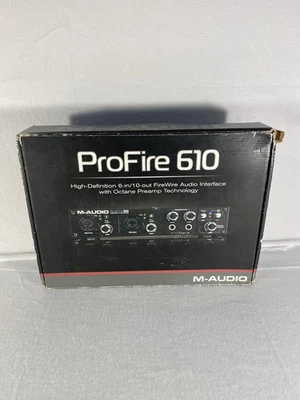 ProFire 610
High-Definition 6-in/10-out FireWire Audio Interface
with Octane Preamp Technology
M-AUDIO
M-AUDIO